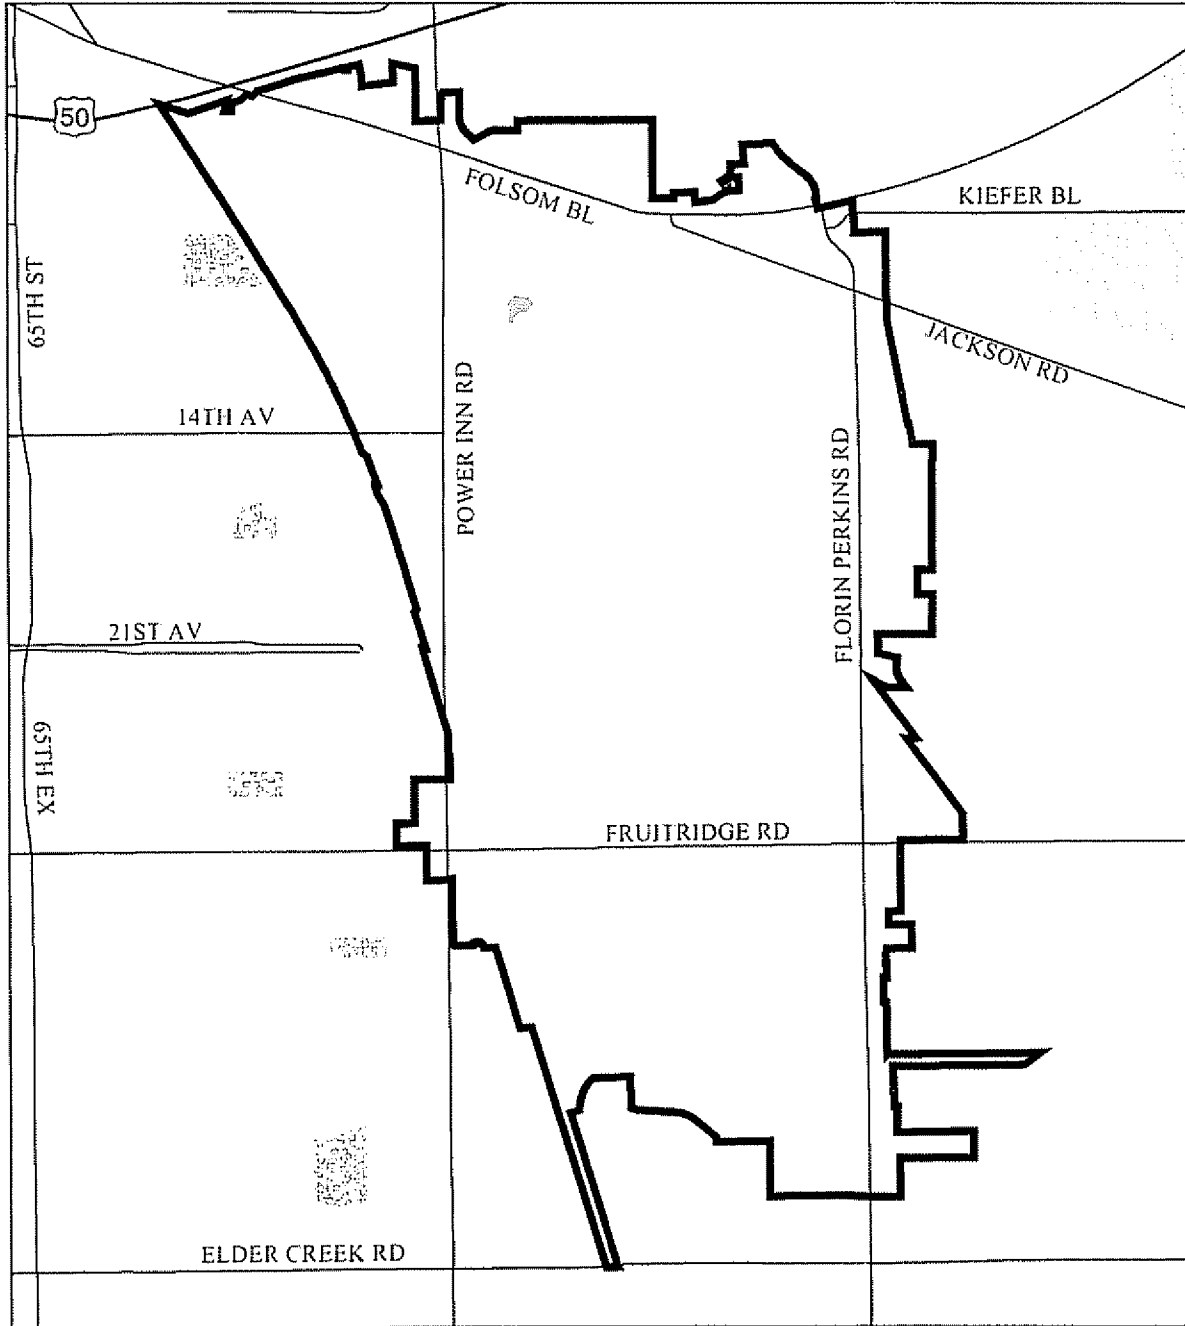 50
FOLSOM BL
KIEFER BL
65TH ST
JACKSON RD
POWER INN RD
14TH AV
FLORIN PERKINS RD
21ST AV
65TH EX
FRUITRIDGE RD
ELDER CREEK RD